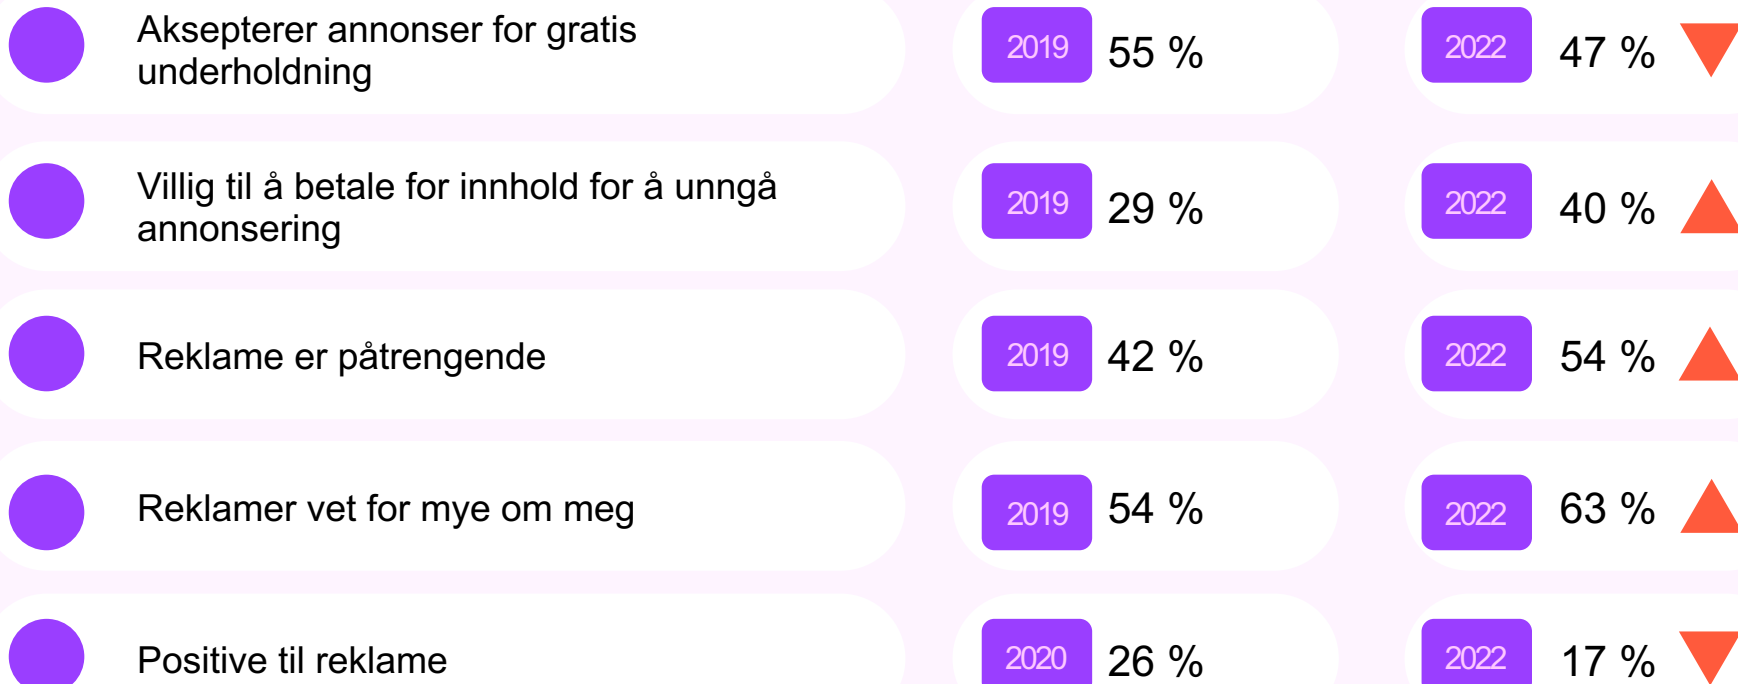 Aksepterer annonser for gratis
underholdning
2019 55 % 2022 47 %
Villig til å betale for innhold for å unngå
annonsering
2019 29 % 2022 40 %
Reklame er påtrengende 2019 42 % 2022 54 %
Reklamer vet for mye om meg 2019 54 % 2022 63 %
Positive til reklame 2020 26 % 2022 17 %